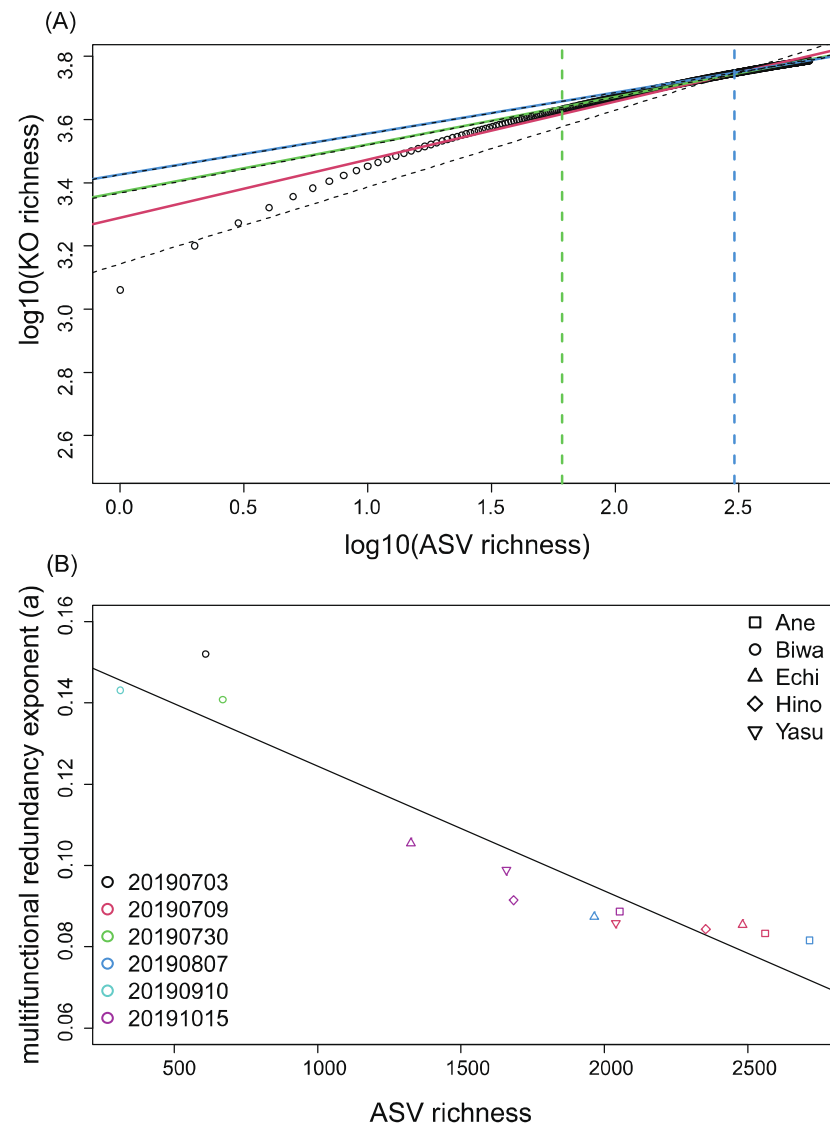 (A)
log10(KO richness)
3.8
3.6
3.4
3.2
3.0
2.8
2.6
0.0 0.5 1.0 1.5 2.0 2.5
log10(ASV richness)
(B)
multifunctional redundancy exponent (a)
0.16
0.14
0.12
0.10
0.08
0.06
Ane
Biwa
Echi
Hino
Yasu
20190703
20190709
20190730
20190807
20190910
20191015
500 1000 1500 2000 2500
ASV richness